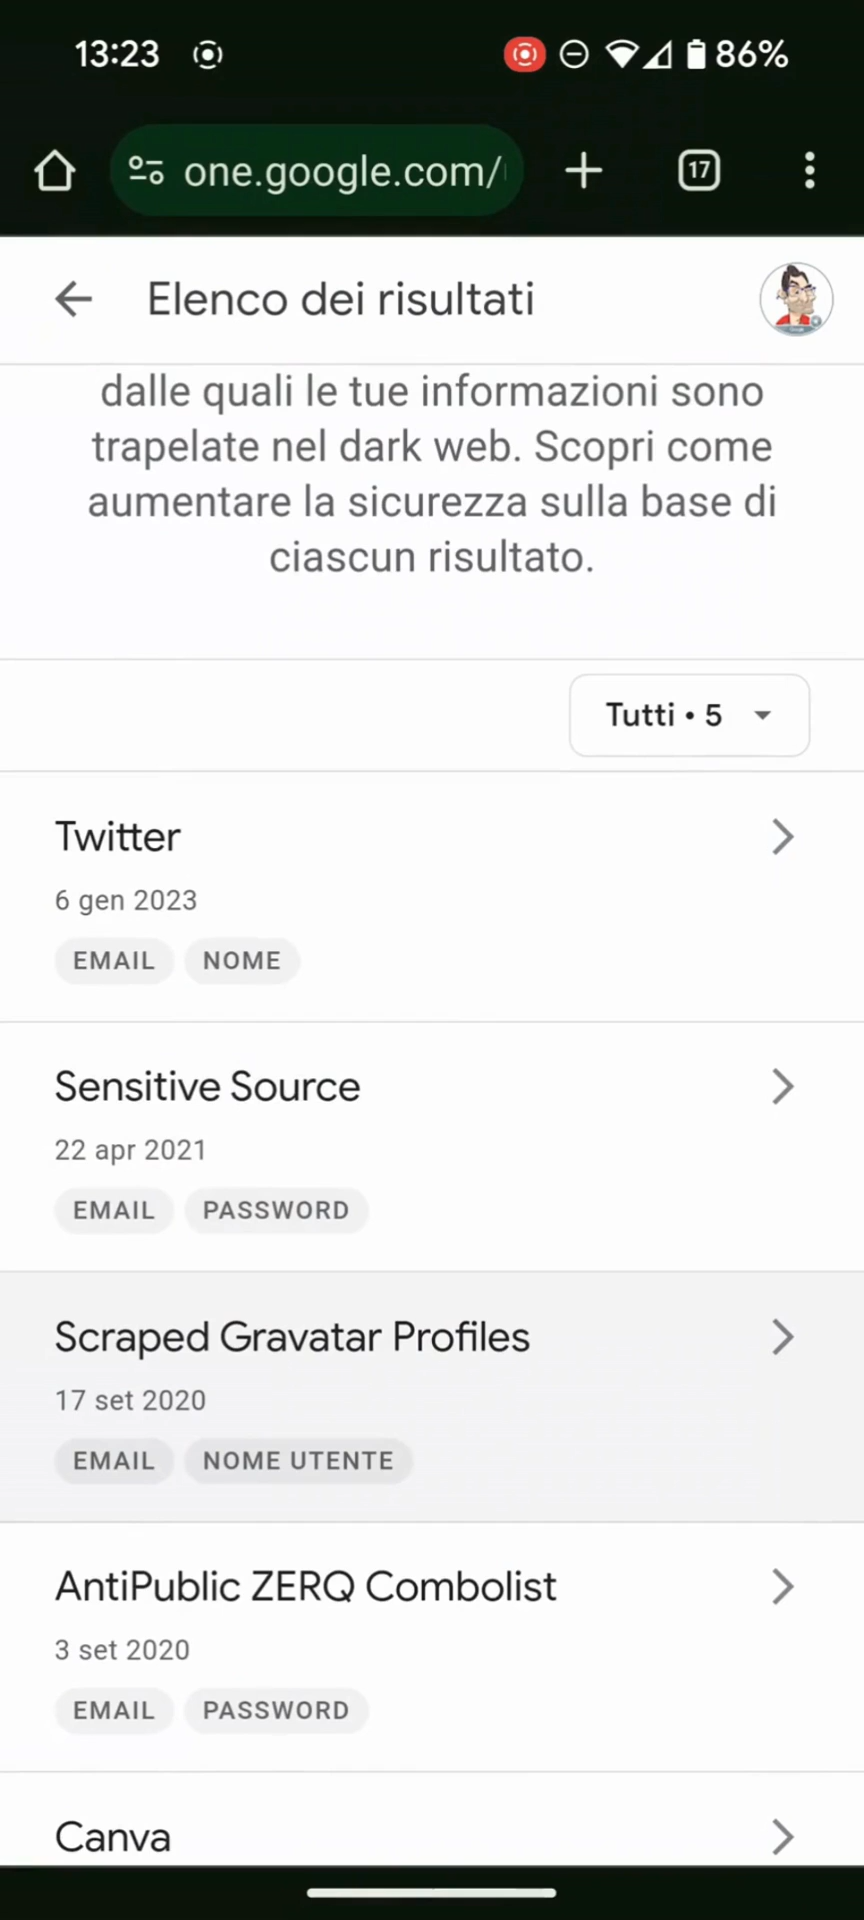 13:23
86%
one.google.com/
17
Elenco dei risultati
dalle quali le tue informazioni sono
trapelate nel dark web. Scopri come
aumentare la sicurezza sulla base di
ciascun risultato.
Tutti • 5
Twitter
6 gen 2023
EMAIL NOME
Sensitive Source
22 apr 2021
EMAIL PASSWORD
Scraped Gravatar Profiles
17 set 2020
EMAIL NOME UTENTE
AntiPublic ZERQ Combolist
3 set 2020
EMAIL PASSWORD
Canva